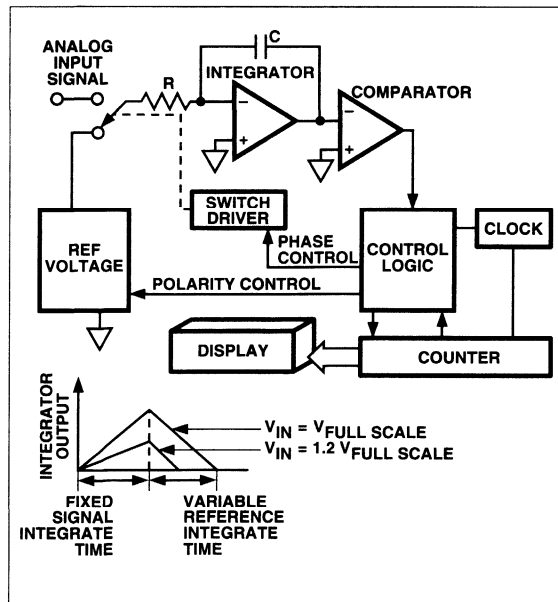 ANALOG
INPUT
SIGNAL
R
C
INTEGRATOR
–
+
COMPARATOR
–
+
SWITCH
DRIVER
REF
VOLTAGE
PHASE
CONTROL
POLARITY CONTROL
CONTROL
LOGIC
CLOCK
DISPLAY
COUNTER
INTEGRATOR
OUTPUT
VIN = VFULL SCALE
VIN = 1.2 VFULL SCALE
FIXED
SIGNAL
INTEGRATE
TIME
VARIABLE
REFERENCE
INTEGRATE
TIME